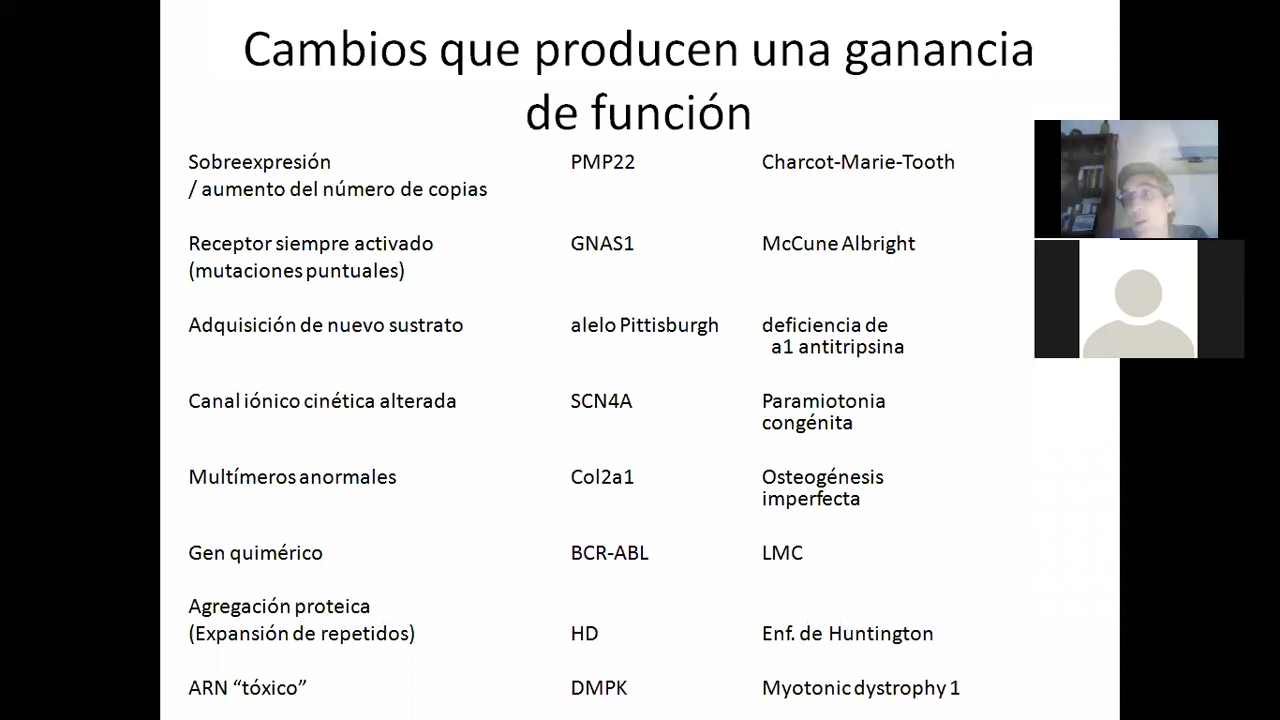 Cambios que producen una ganancia
de función
Sobreexpresión PMP22 Charcot-Marie-Tooth
/ aumento del número de copias
Receptor siempre activado GNAS1 McCune Albright
(mutaciones puntuales)
Adquisición de nuevo sustrato alelo Pittisburgh deficiencia de
a1 antitripsina
Canal iónico cinética alterada SCN4A Paramiotonia
congénita
Multímeros anormales Col2a1 Osteogénesis
imperfecta
Gen quimérico BCR-ABL LMC
Agregación proteica
(Expansión de repetidos) HD Enf. de Huntington
ARN “tóxico” DMPK Myotonic dystrophy 1